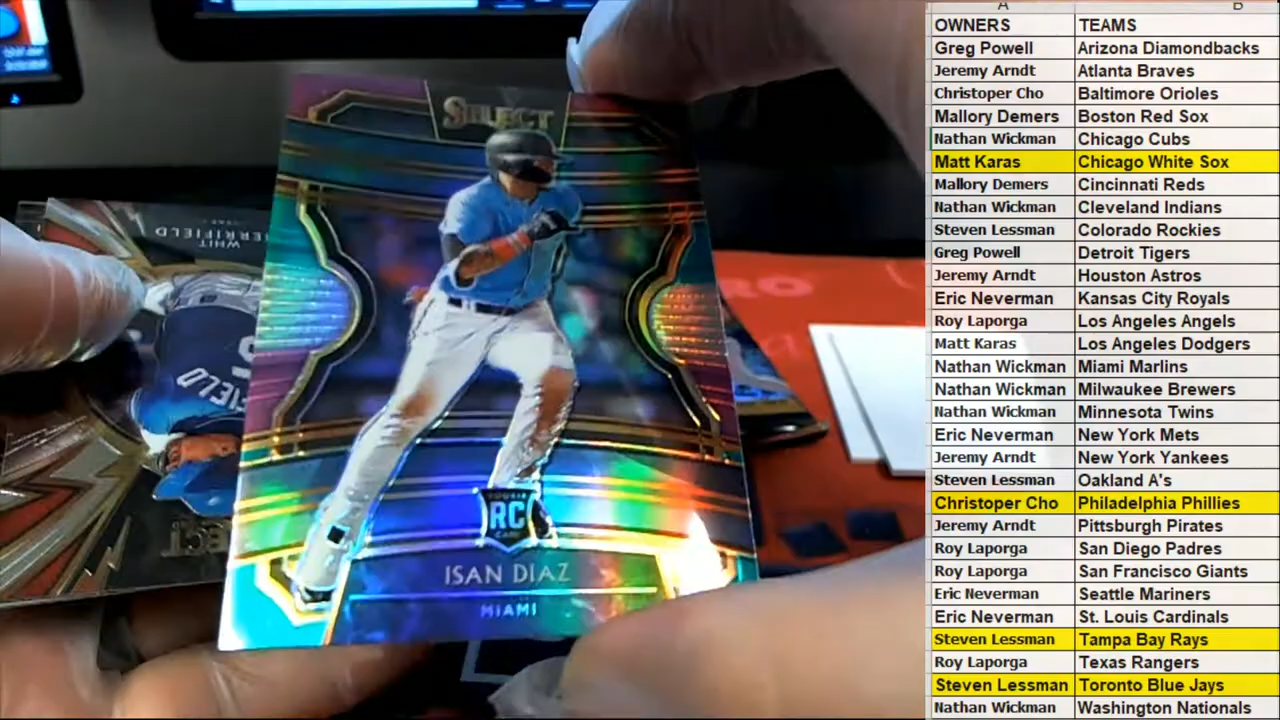 SELECT
ROOKIE
RC
CARD
ISAN DIAZ
MIAMI
WHIT
MERRIFIELD
SELECT
A B
OWNERS TEAMS
Greg Powell Arizona Diamondbacks
Jeremy Arndt Atlanta Braves
Christoper Cho Baltimore Orioles
Mallory Demers Boston Red Sox
Nathan Wickman Chicago Cubs
Matt Karas Chicago White Sox
Mallory Demers Cincinnati Reds
Nathan Wickman Cleveland Indians
Steven Lessman Colorado Rockies
Greg Powell Detroit Tigers
Jeremy Arndt Houston Astros
Eric Neverman Kansas City Royals
Roy Laporga Los Angeles Angels
Matt Karas Los Angeles Dodgers
Nathan Wickman Miami Marlins
Nathan Wickman Milwaukee Brewers
Nathan Wickman Minnesota Twins
Eric Neverman New York Mets
Jeremy Arndt New York Yankees
Steven Lessman Oakland A's
Christoper Cho Philadelphia Phillies
Jeremy Arndt Pittsburgh Pirates
Roy Laporga San Diego Padres
Roy Laporga San Francisco Giants
Eric Neverman Seattle Mariners
Eric Neverman St. Louis Cardinals
Steven Lessman Tampa Bay Rays
Roy Laporga Texas Rangers
Steven Lessman Toronto Blue Jays
Nathan Wickman Washington Nationals